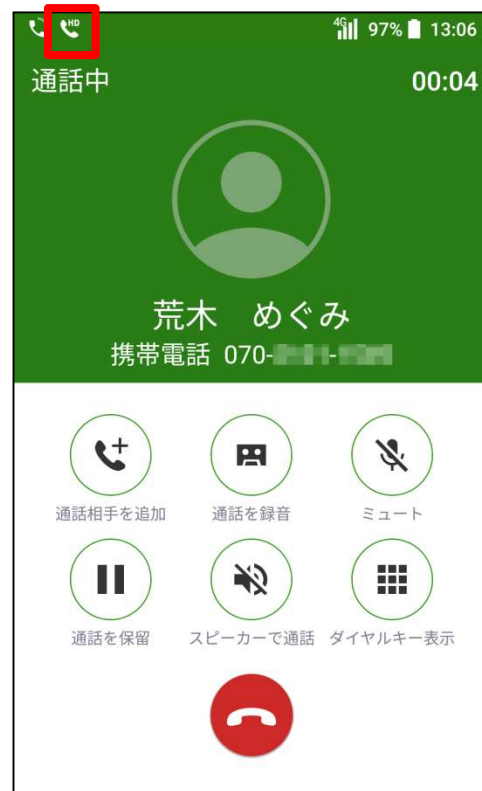 HD 4G 97% 13:06
通話中 00:04
荒木 めぐみ
携帯電話 070-
通話相手を追加 通話を録音 ミュート
通話を保留 スピーカーで通話 ダイヤルキー表示